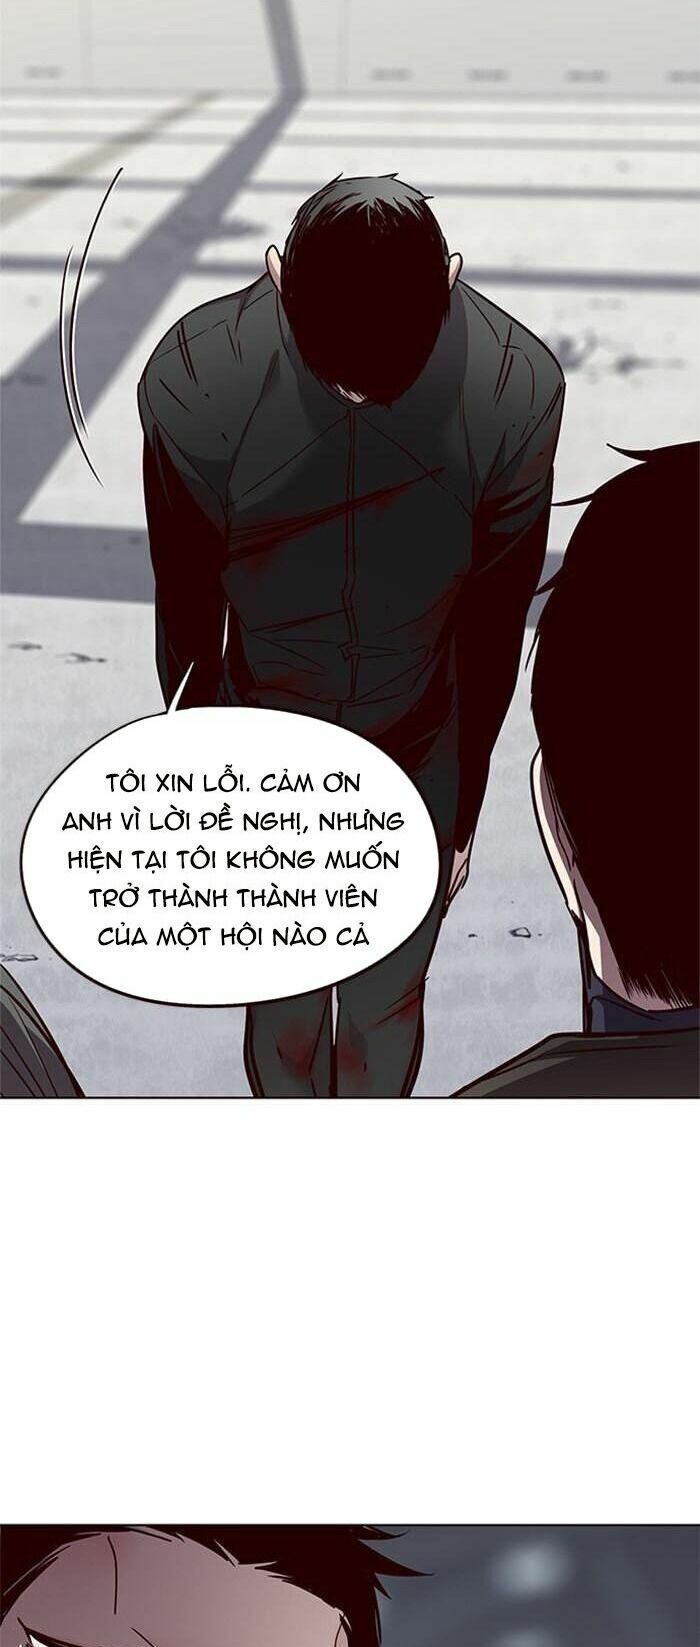 TÔI XIN LỖI. CẢM ƠN
ANH VÌ LỜI ĐỀ NGHỊ, NHƯNG
HIỆN TẠI TÔI KHÔNG MUỐN
TRỞ THÀNH THÀNH VIÊN
CỦA MỘT HỘI NÀO CẢ